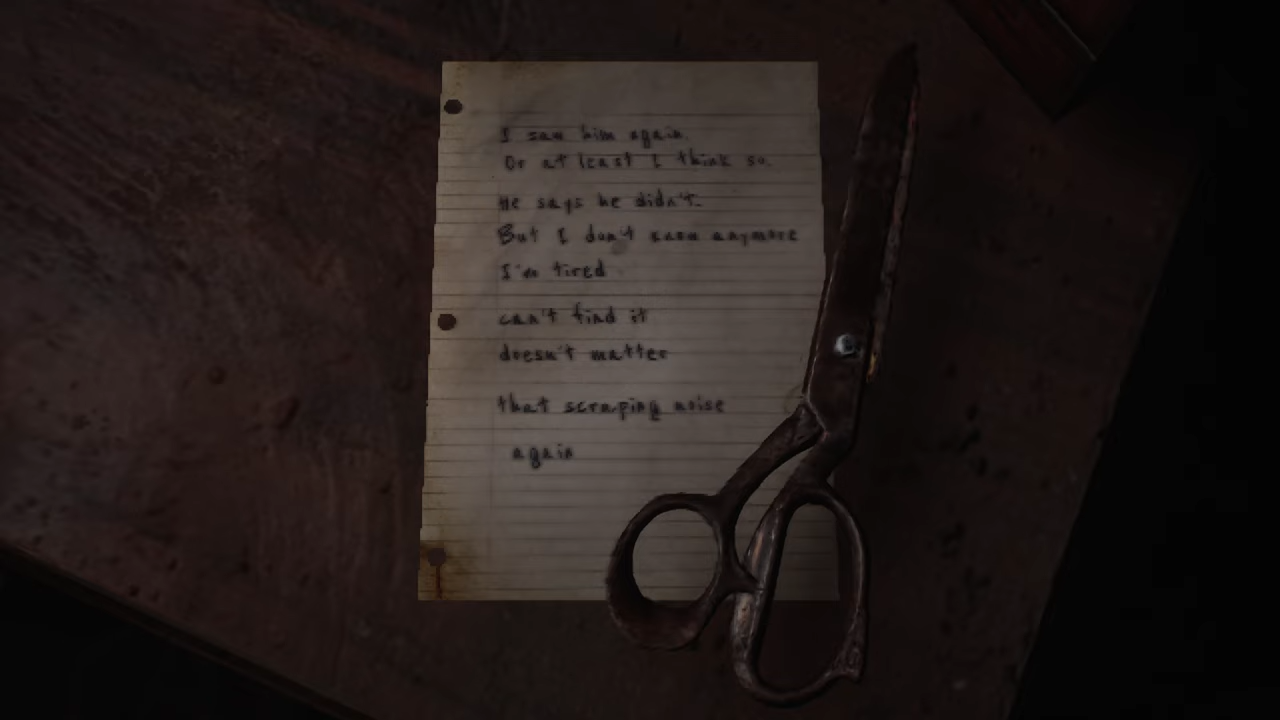 I saw him again.
Or at least I think so.
He says he didn't.
But I don't know anymore
I'm tired
can't find it
doesn't matter
that scraping noise
again